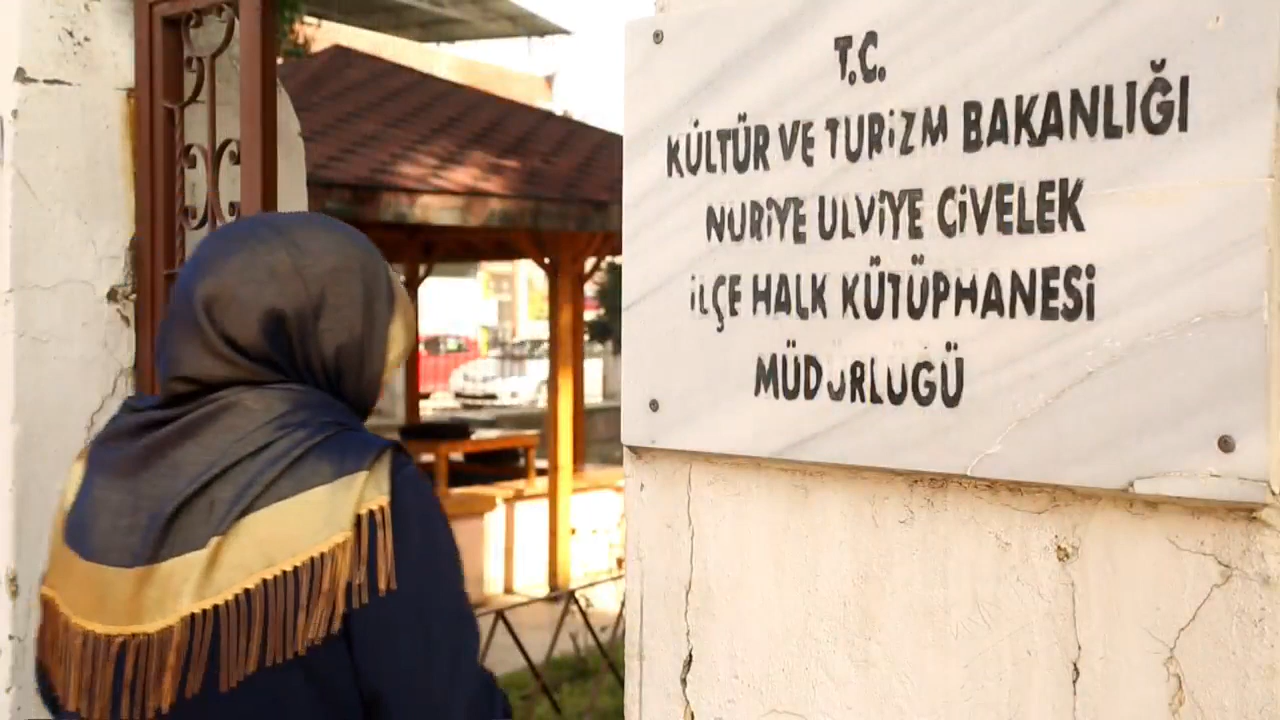 T.C.
KÜLTÜR VE TURİZM BAKANLIĞI
NURİYE ULVİYE CİVELEK
İLÇE HALK KÜTÜPHANESİ
MÜDÜRLÜĞÜ